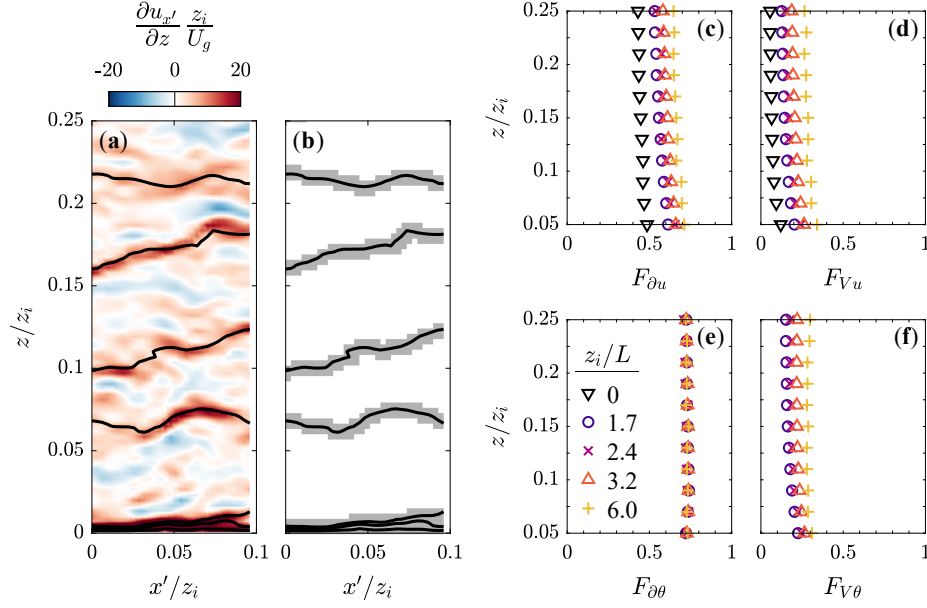 ∂u_{x′}/∂z z_i/U_g
-20 0 20
(a)
0.25
0.2
0.15
0.1
0.05
0
z/z_i
0 0.05 0.1
x′/z_i
(b)
0 0.05 0.1
x′/z_i
(c)
0.25
0.2
0.15
0.1
0.05
z/z_i
0 0.5 1
F_{∂u}
(d)
0 0.5 1
F_{Vu}
(e)
0.25
0.2
0.15
0.1
0.05
z/z_i
z_i/L
0
1.7
2.4
3.2
6.0
0 0.5 1
F_{∂θ}
(f)
0 0.5 1
F_{Vθ}